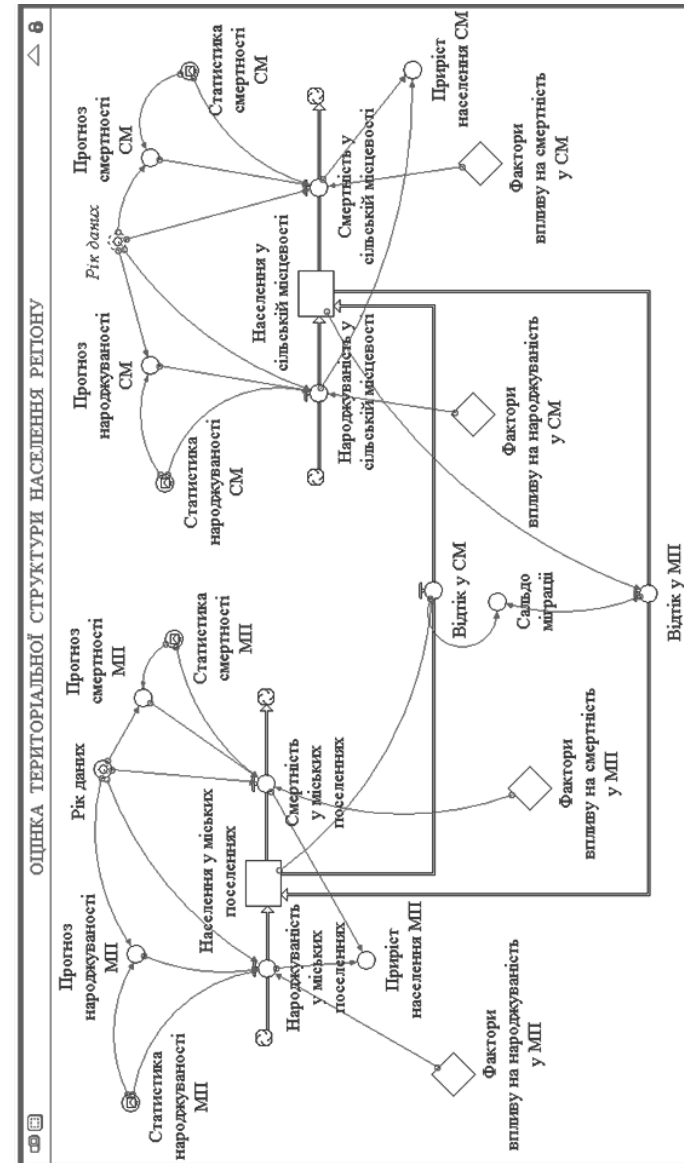 ОЦІНКА ТЕРИТОРІАЛЬНОЇ СТРУКТУРИ НАСЕЛЕННЯ РЕГІОНУ
Статистика
народжуваності
МП
Прогноз
народжуваності
МП
Рік даних
Прогноз
смертності
МП
Статистика
смертності
МП
Населення у міських
поселеннях
Народжуваність
у міських
поселеннях
Смертність
у міських
поселеннях
Приріст
населення МП
Фактори
впливу на народжуваність
у МП
Фактори
впливу на смертність
у МП
Статистика
народжуваності
СМ
Прогноз
народжуваності
СМ
Рік даних
Прогноз
смертності
СМ
Статистика
смертності
СМ
Населення у
сільській місцевості
Народжуваність у
сільській місцевості
Смертність у
сільській місцевості
Приріст
населення СМ
Фактори
впливу на народжуваність
у СМ
Фактори
впливу на смертність
у СМ
Відтік у СМ
Сальдо
міграції
Відтік у МП